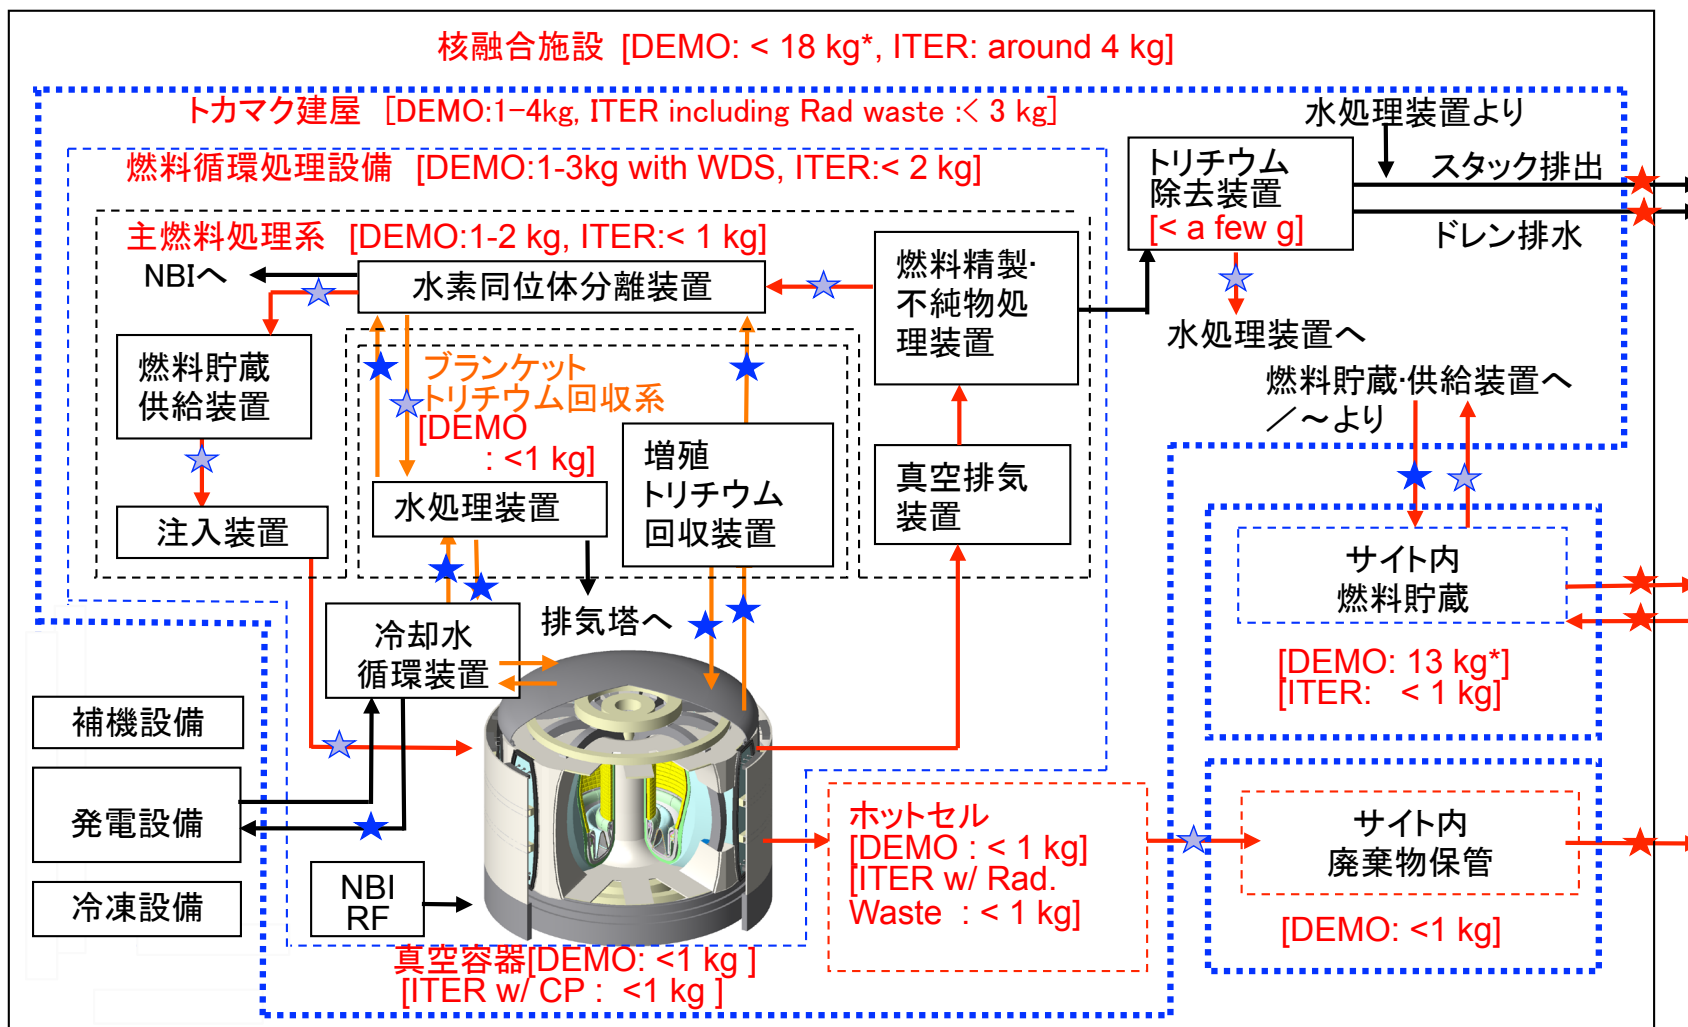 核融合施設 [DEMO: < 18 kg*, ITER: around 4 kg]
トカマク建屋 [DEMO:1−4kg, ITER including Rad waste :< 3 kg]
水処理装置より
燃料循環処理設備 [DEMO:1-3kg with WDS, ITER:< 2 kg]
トリチウム
除去装置
[< a few g]
スタック排出
ドレン排水
主燃料処理系 [DEMO:1-2 kg, ITER:< 1 kg]
NBIへ
水素同位体分離装置
燃料精製·
不純物処
理装置
水処理装置へ
燃料貯蔵
供給装置
ブランケット
トリチウム回収系
[DEMO
: <1 kg]
燃料貯蔵·供給装置へ
／～より
増殖
トリチウム
回収装置
真空排気
装置
水処理装置
注入装置
サイト内
燃料貯蔵
排気塔へ
冷却水
循環装置
[DEMO: 13 kg*]
[ITER: < 1 kg]
補機設備
発電設備
冷凍設備
NBI
RF
ホットセル
[DEMO : < 1 kg]
[ITER w/ Rad.
Waste : < 1 kg]
サイト内
廃棄物保管
[DEMO: <1 kg]
真空容器[DEMO: <1 kg ]
[ITER w/ CP : <1 kg ]